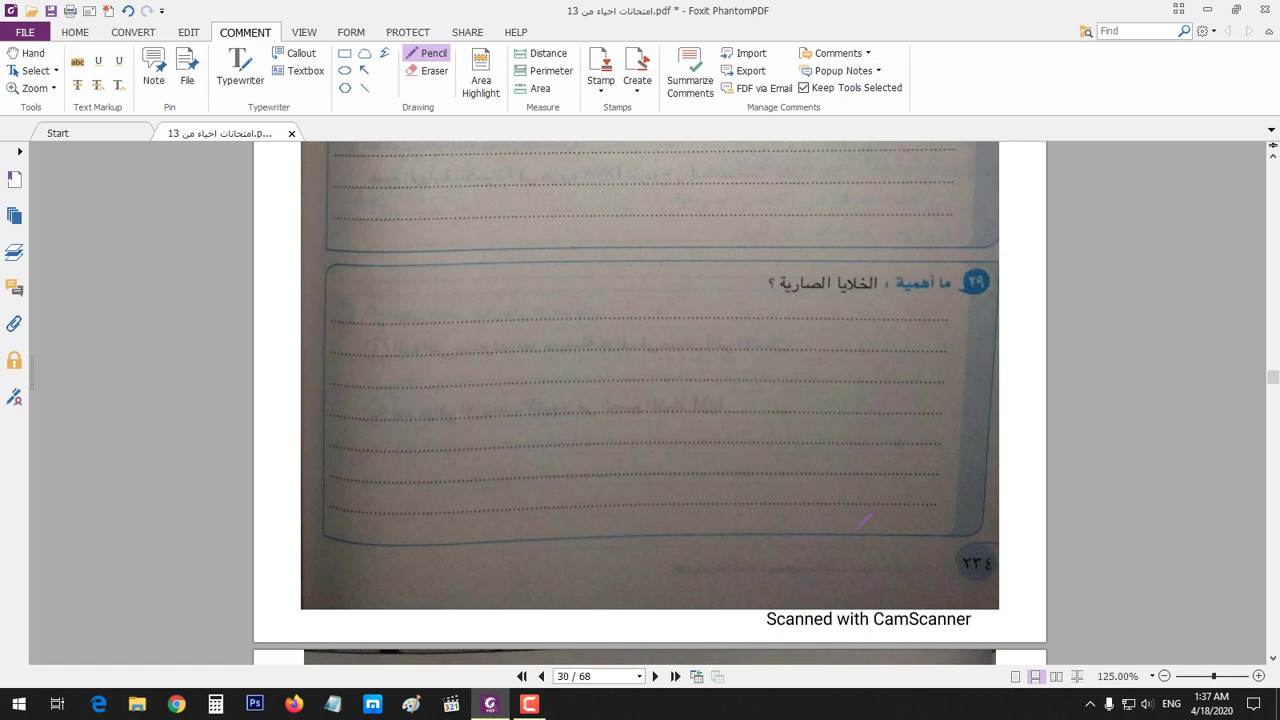 امتحانات احياء من 13.pdf * - Foxit PhantomPDF
FILE HOME CONVERT EDIT COMMENT VIEW FORM PROTECT SHARE HELP
Find
Hand
Select
Zoom
Tools
abc U U
T T T
Text Markup
Note File
Pin
Typewriter
Callout
Textbox
Typewriter
Pencil
Eraser
Drawing
Area Highlight
Distance
Perimeter
Area
Measure
Stamp Create
Stamps
Summarize Comments
Import
Export
FDF via Email
Comments
Popup Notes
Keep Tools Selected
Manage Comments
Start
امتحانات احياء من 13.p...
٢٩ ما أهمية : الخلايا الصارية ؟
٢٣٤
Scanned with CamScanner
30 / 68
125.00%
ENG
1:37 AM
4/18/2020